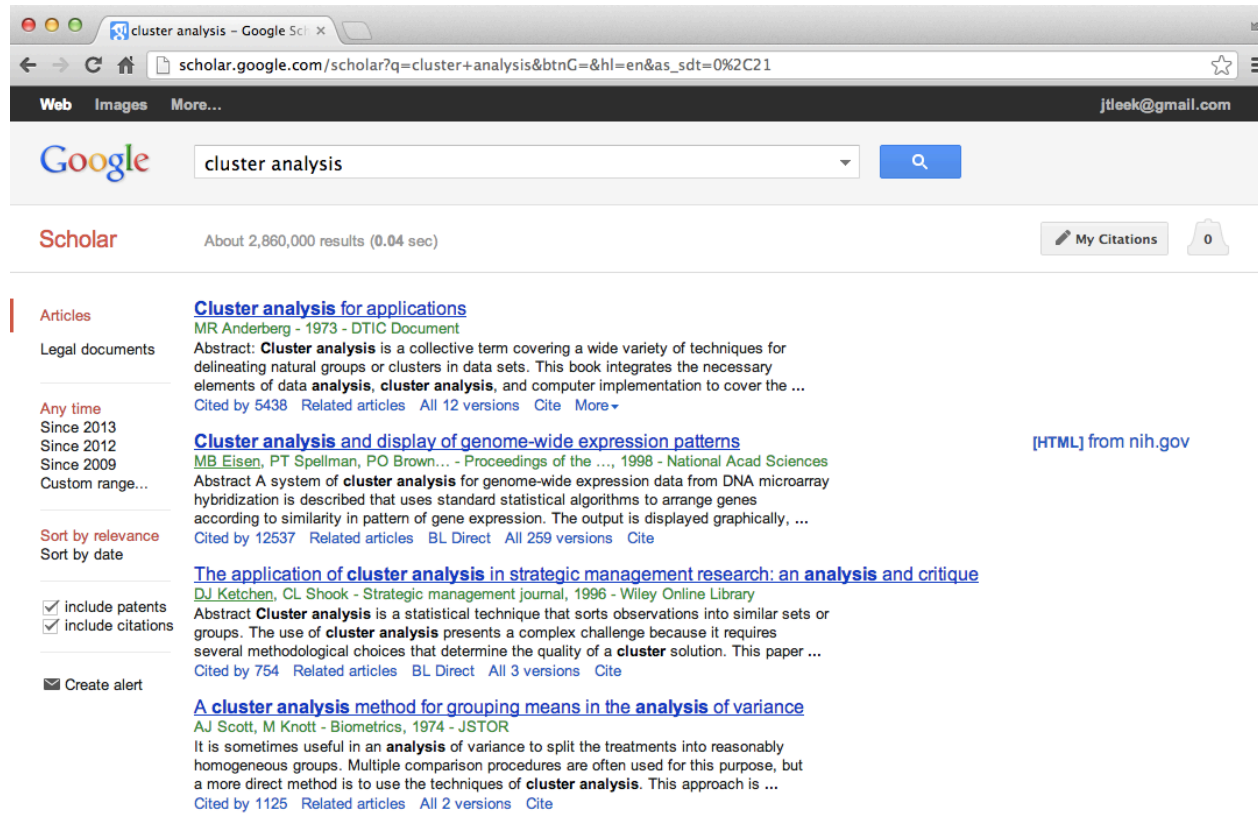 cluster analysis – Google Sch
scholar.google.com/scholar?q=cluster+analysis&btnG=&hl=en&as_sdt=0%2C21
Web Images More... jtleek@gmail.com
Google cluster analysis
Scholar About 2,860,000 results (0.04 sec) My Citations 0
Articles
Legal documents
Any time
Since 2013
Since 2012
Since 2009
Custom range...
Sort by relevance
Sort by date
include patents
include citations
Create alert
Cluster analysis for applications
MR Anderberg - 1973 - DTIC Document
Abstract: Cluster analysis is a collective term covering a wide variety of techniques for
delineating natural groups or clusters in data sets. This book integrates the necessary
elements of data analysis, cluster analysis, and computer implementation to cover the ...
Cited by 5438 Related articles All 12 versions Cite More
Cluster analysis and display of genome-wide expression patterns [HTML] from nih.gov
MB Eisen, PT Spellman, PO Brown... - Proceedings of the ..., 1998 - National Acad Sciences
Abstract A system of cluster analysis for genome-wide expression data from DNA microarray
hybridization is described that uses standard statistical algorithms to arrange genes
according to similarity in pattern of gene expression. The output is displayed graphically, ...
Cited by 12537 Related articles BL Direct All 259 versions Cite
The application of cluster analysis in strategic management research: an analysis and critique
DJ Ketchen, CL Shook - Strategic management journal, 1996 - Wiley Online Library
Abstract Cluster analysis is a statistical technique that sorts observations into similar sets or
groups. The use of cluster analysis presents a complex challenge because it requires
several methodological choices that determine the quality of a cluster solution. This paper ...
Cited by 754 Related articles BL Direct All 3 versions Cite
A cluster analysis method for grouping means in the analysis of variance
AJ Scott, M Knott - Biometrics, 1974 - JSTOR
It is sometimes useful in an analysis of variance to split the treatments into reasonably
homogeneous groups. Multiple comparison procedures are often used for this purpose, but
a more direct method is to use the techniques of cluster analysis. This approach is ...
Cited by 1125 Related articles All 2 versions Cite